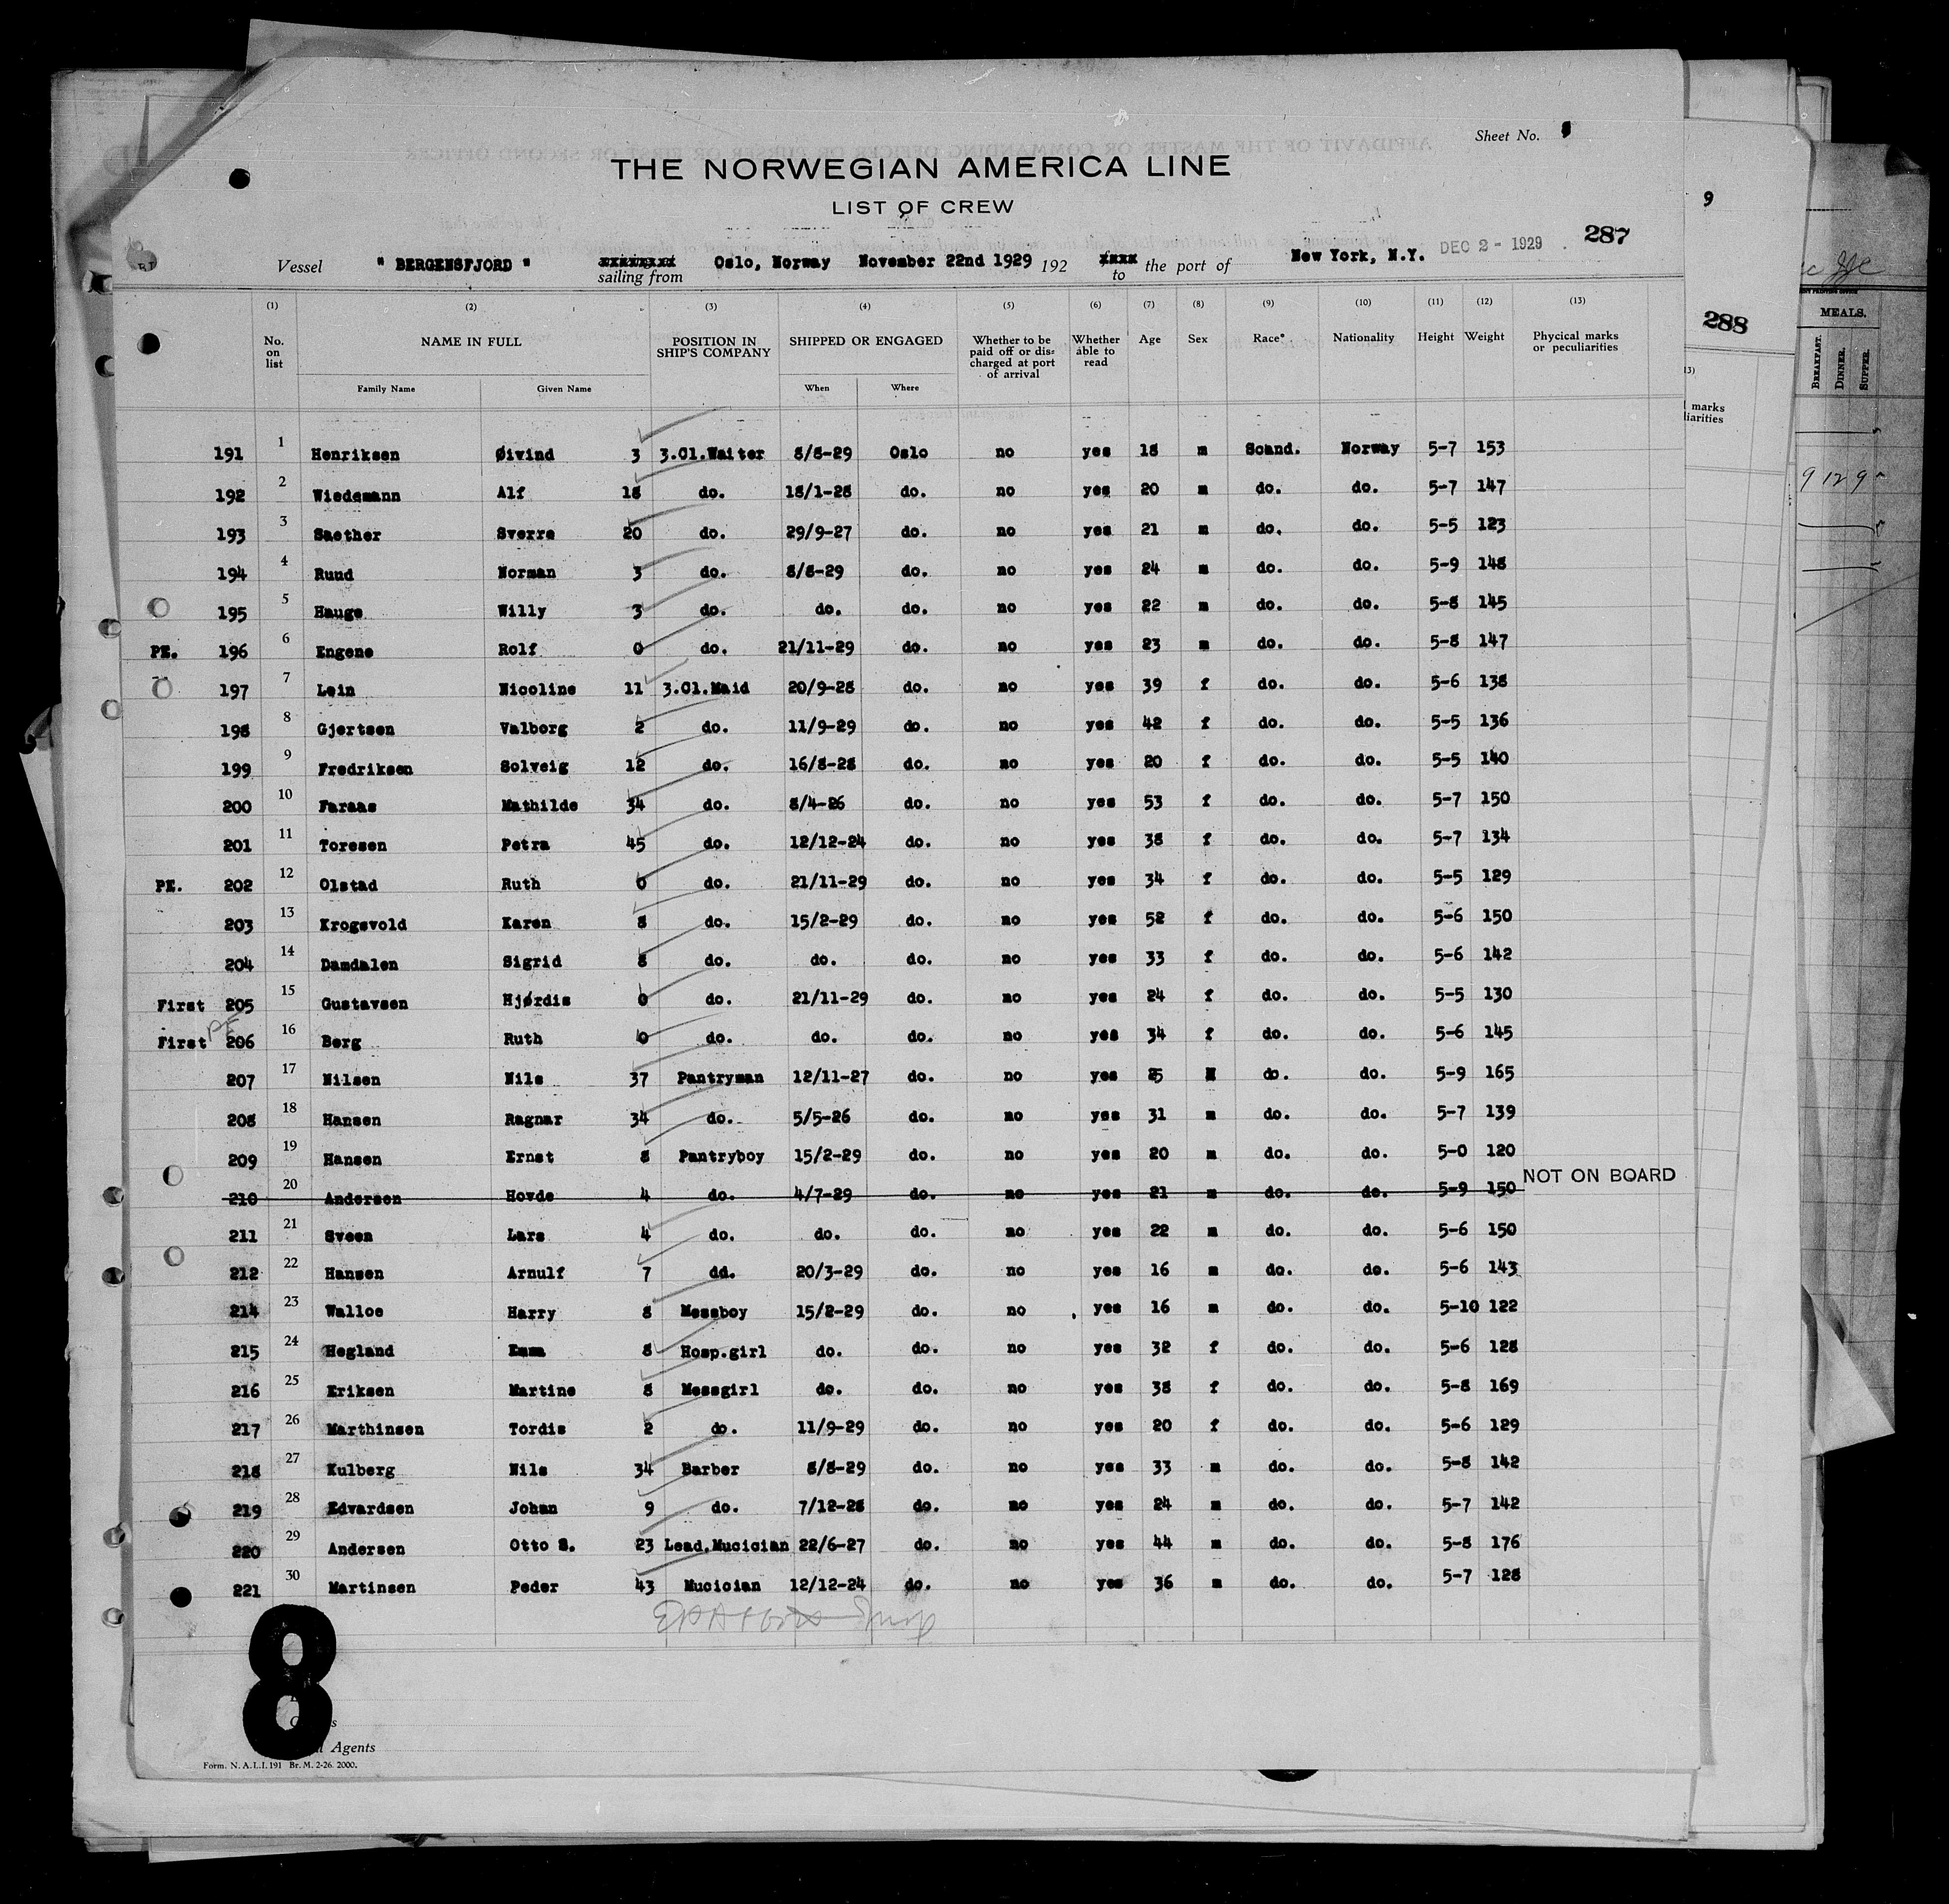 Sheet No. 8
THE NORWEGIAN AMERICA LINE
LIST OF CREW
287
Vessel " BERGENSFJORD " sailing from Oslo, Norway November 22nd 1929 192 to the port of New York, N.Y. DEC 2 - 1929
(1) (2) (3) (4) (5) (6) (7) (8) (9) (10) (11) (12) (13)
No. on list NAME IN FULL POSITION IN SHIP'S COMPANY SHIPPED OR ENGAGED Whether to be paid off or dis=charged at port of arrival Whether able to read Age Sex Race* Nationality Height Weight Phycical marks or peculiarities
Family Name Given Name When Where
191 1 Henriksen Øivind 3 3.Cl.Waiter 8/8-29 Oslo no yes 18 m Scand. Norway 5-7 153
192 2 Wiedemann Alf 18 do. 18/1-28 do. no yes 20 m do. do. 5-7 147
193 3 Saether Sverre 20 do. 29/9-27 do. no yes 21 m do. do. 5-5 123
194 4 Ruud Norman 3 do. 8/8-29 do. no yes 24 m do. do. 5-9 148
195 5 Hauge Willy 3 do. do. do. no yes 22 m do. do. 5-8 145
PE. 196 6 Engene Rolf 0 do. 21/11-29 do. no yes 23 m do. do. 5-8 147
197 7 Lein Nicoline 11 3.Cl.Maid 20/9-28 do. no yes 39 f do. do. 5-6 138
198 8 Gjertsen Valborg 2 do. 11/9-29 do. no yes 42 f do. do. 5-5 136
199 9 Fredriksen Solveig 12 do. 16/8-28 do. no yes 20 f do. do. 5-5 140
200 10 Faraas Mathilde 34 do. 8/4-26 do. no yes 53 f do. do. 5-7 150
201 11 Toresen Petra 45 do. 12/12-24 do. no yes 38 f do. do. 5-7 134
PE. 202 12 Olstad Ruth 0 do. 21/11-29 do. no yes 34 f do. do. 5-5 129
203 13 Krogsvold Karen 8 do. 15/2-29 do. no yes 52 f do. do. 5-6 150
204 14 Damdalen Sigrid 8 do. do. do. no yes 33 f do. do. 5-6 142
First 205 15 Gustavsen Hjørdis 0 do. 21/11-29 do. no yes 24 f do. do. 5-5 130
First PE 206 16 Berg Ruth 0 do. do. do. no yes 34 f do. do. 5-6 145
207 17 Nilsen Nils 37 Pantryman 12/11-27 do. no yes 25 M do. do. 5-9 165
208 18 Hansen Ragnar 34 do. 5/5-26 do. no yes 31 m do. do. 5-7 139
209 19 Hansen Ernst 8 Pantryboy 15/2-29 do. no yes 20 m do. do. 5-0 120
210 20 Andersen Hovde 4 do. 4/7-29 do. no yes 21 m do. do. 5-9 150 NOT ON BOARD
211 21 Sveen Lars 4 do. do. do. no yes 22 m do. do. 5-6 150
212 22 Hansen Arnulf 7 dd. 20/3-29 do. no yes 16 m do. do. 5-6 143
214 23 Walloe Harry 8 Messboy 15/2-29 do. no yes 16 m do. do. 5-10 122
215 24 Hegland Emma 8 Hosp.girl do. do. no yes 32 f do. do. 5-6 128
216 25 Eriksen Martine 8 Messgirl do. do. no yes 38 f do. do. 5-8 169
217 26 Marthinsen Tordis 2 do. 11/9-29 do. no yes 20 f do. do. 5-6 129
218 27 Kulberg Nils 34 Barber 8/8-29 do. no yes 33 m do. do. 5-8 142
219 28 Edvardsen Johan 9 do. 7/12-28 do. no yes 24 m do. do. 5-7 142
220 29 Andersen Otto S. 23 Lead.Mucician 22/6-27 do. no yes 44 m do. do. 5-8 176
221 30 Martinsen Peder 43 Mucician 12/12-24 do. no yes 36 m do. do. 5-7 128
8
Agents
Form. N. A. L. I. 191 Br. M. 2-26. 2000.
9
288
marks
liarities
MEALS.
BREAKFAST.
DINNER.
SUPPER.
9 12 9